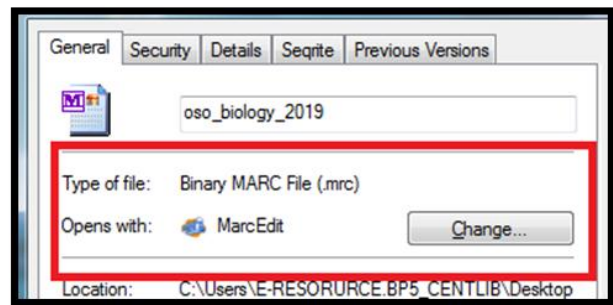 General Security Details Seqrite Previous Versions
oso_biology_2019
Type of file: Binary MARC File (.mrc)
Opens with: MarcEdit Change...
Location: C:\Users\E-RESORURCE.BP5_CENTLIB\Desktop